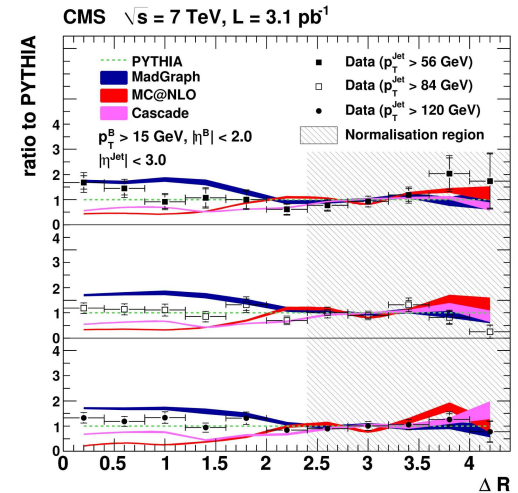 CMS √s = 7 TeV, L = 3.1 pb⁻¹
ratio to PYTHIA
PYTHIA
MadGraph
MC@NLO
Cascade
p_T^B > 15 GeV, |η^B| < 2.0
|η^Jet| < 3.0
Data (p_T^Jet > 56 GeV)
Data (p_T^Jet > 84 GeV)
Data (p_T^Jet > 120 GeV)
Normalisation region
4
3
2
1
0
4
3
2
1
0
4
3
2
1
0
0 0.5 1 1.5 2 2.5 3 3.5 4
Δ R